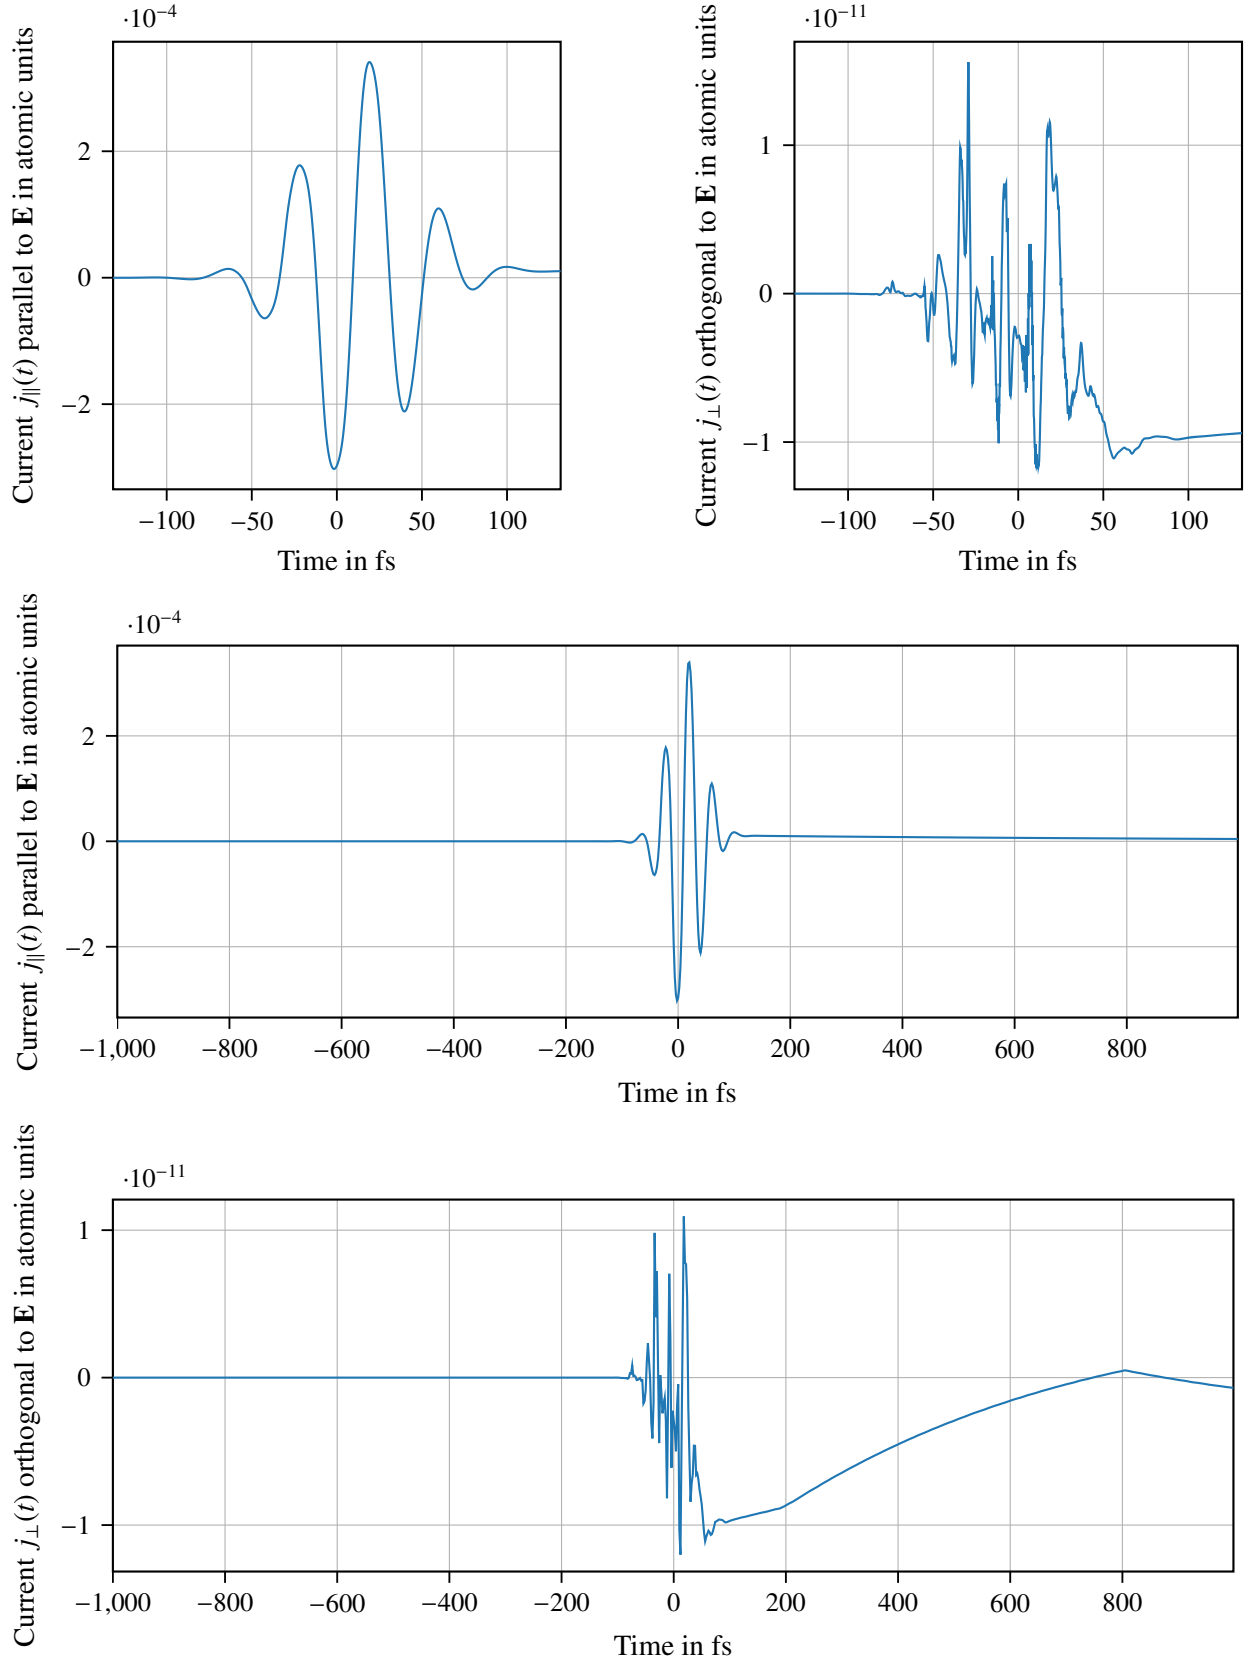 ·10−4
Current j∥(t) parallel to E in atomic units
2
0
−2
−100 −50 0 50 100
Time in fs
·10−11
Current j⊥(t) orthogonal to E in atomic units
1
0
−1
−100 −50 0 50 100
Time in fs
·10−4
Current j∥(t) parallel to E in atomic units
2
0
−2
−1,000 −800 −600 −400 −200 0 200 400 600 800
Time in fs
·10−11
Current j⊥(t) orthogonal to E in atomic units
1
0
−1
−1,000 −800 −600 −400 −200 0 200 400 600 800
Time in fs